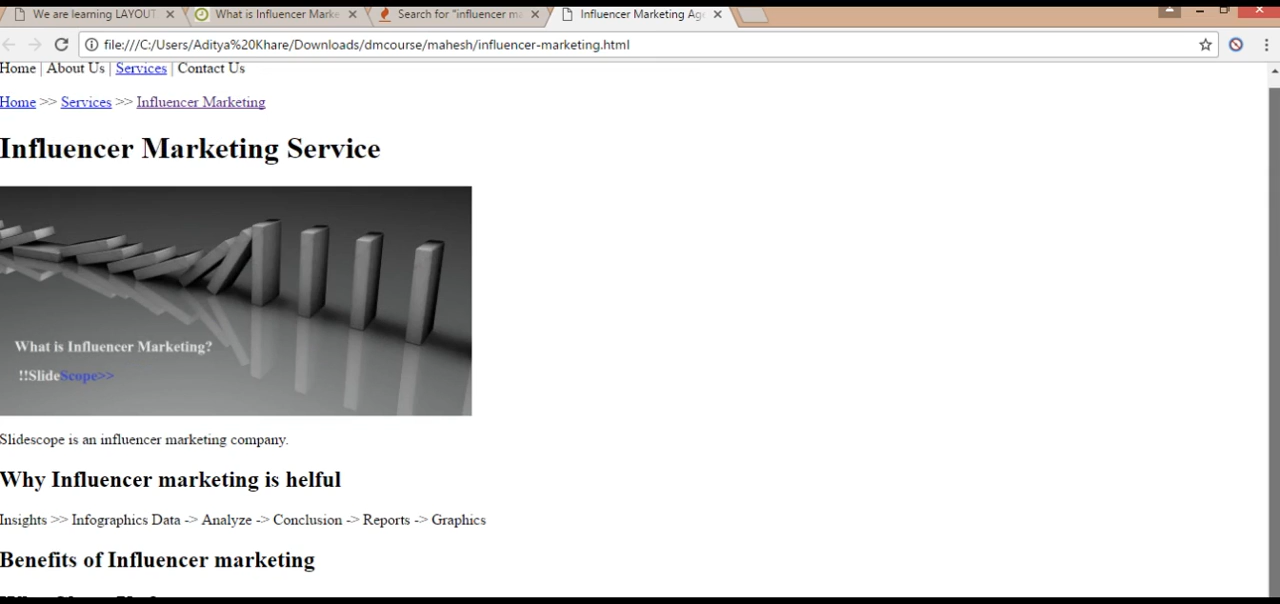 We are learning LAYOUT
What is Influencer Marke
Search for "influencer m
Influencer Marketing Age
file:///C:/Users/Aditya%20Khare/Downloads/dmcourse/mahesh/influencer-marketing.html
Home | About Us | Services | Contact Us
Home >> Services >> Influencer Marketing
Influencer Marketing Service
What is Influencer Marketing?
!!SlideScope>>
Slidescope is an influencer marketing company.
Why Influencer marketing is helful
Insights >> Infographics Data -> Analyze -> Conclusion -> Reports -> Graphics
Benefits of Influencer marketing